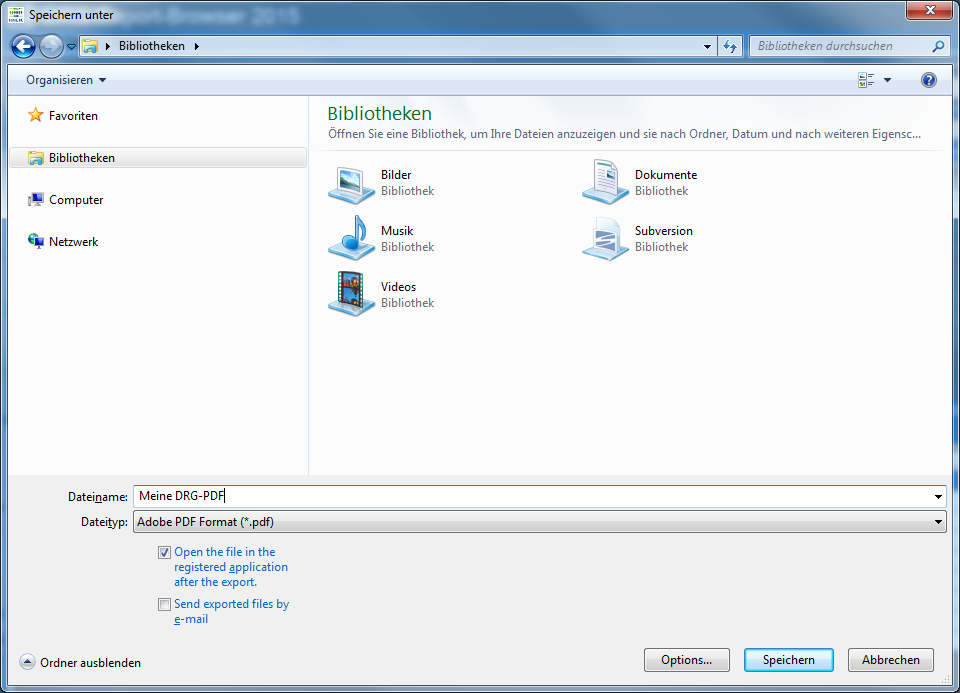 port-Browser 2015
Speichern unter
Bibliotheken
Bibliotheken durchsuchen
Organisieren
Favoriten
Bibliotheken
Computer
Netzwerk
Bibliotheken
Öffnen Sie eine Bibliothek, um Ihre Dateien anzuzeigen und sie nach Ordner, Datum und nach weiteren Eigensc...
Bilder
Bibliothek
Dokumente
Bibliothek
Musik
Bibliothek
Subversion
Bibliothek
Videos
Bibliothek
Dateiname: Meine DRG-PDF
Dateityp: Adobe PDF Format (*.pdf)
Open the file in the
registered application
after the export.
Send exported files by
e-mail
Ordner ausblenden
Options...
Speichern
Abbrechen